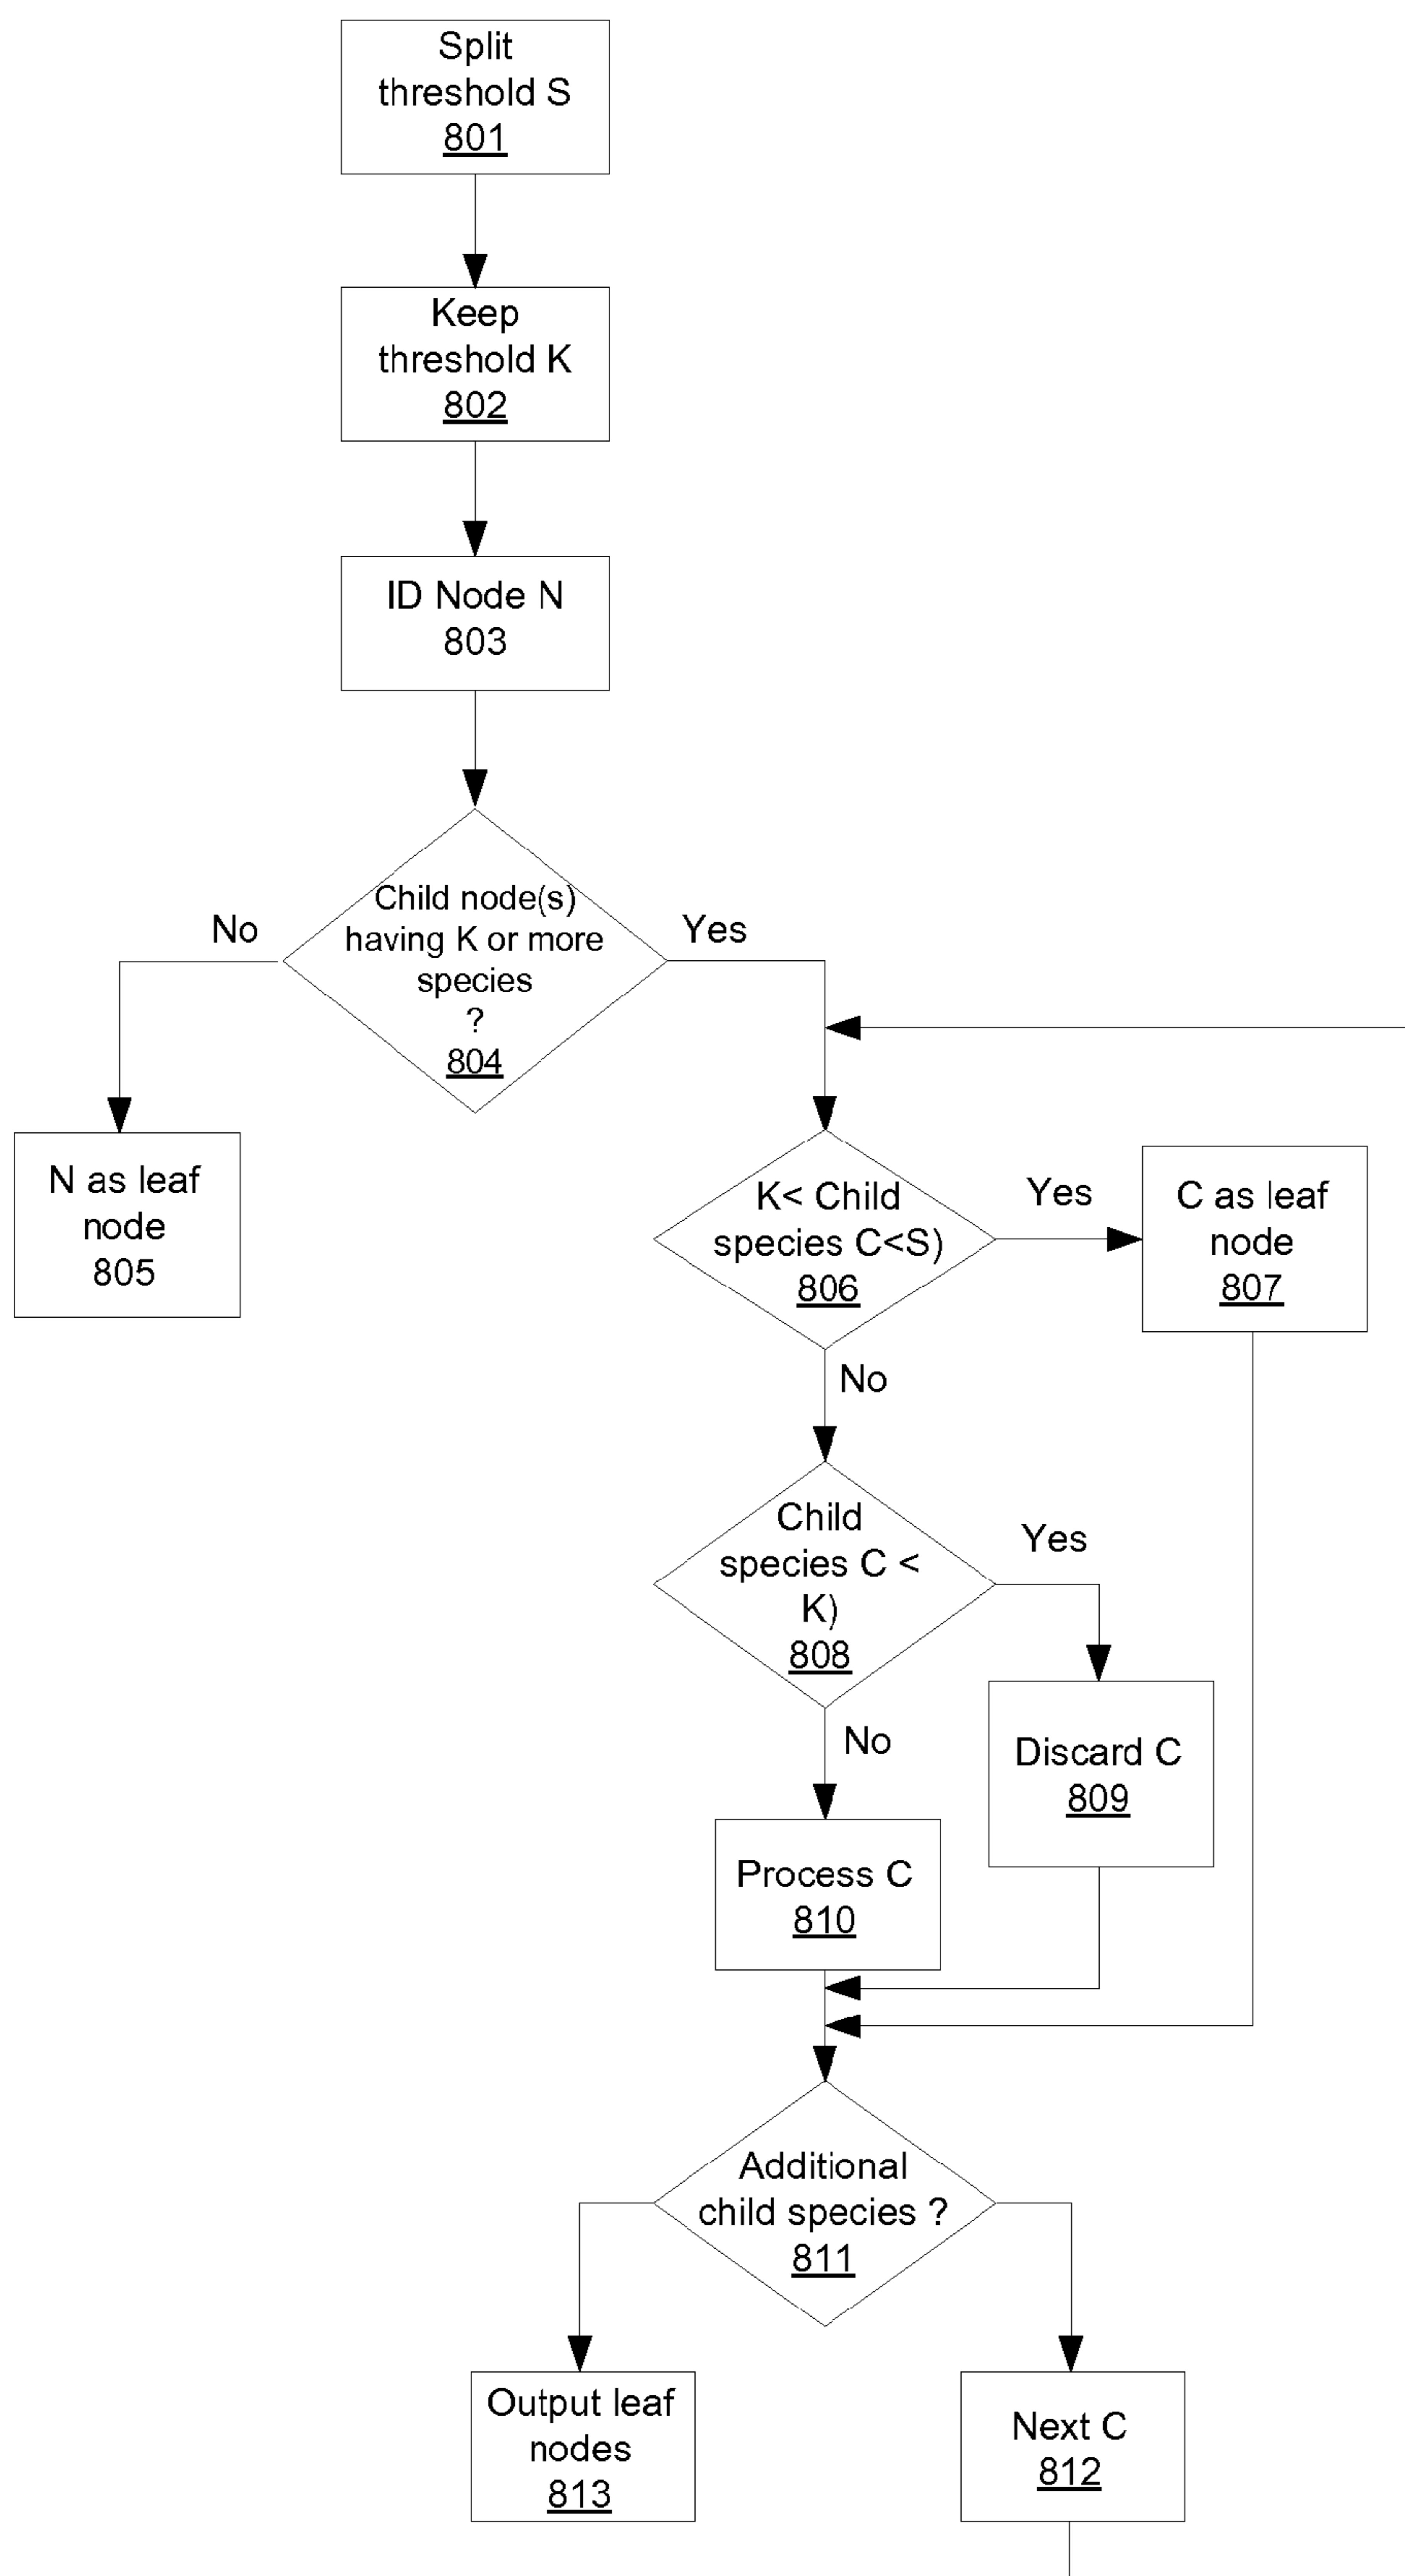 Split
threshold S
801
Keep
threshold K
802
ID Node N
803
Child node(s)
having K or more
species
?
804
No
Yes
N as leaf
node
805
K< Child
species C<S)
806
Yes
C as leaf
node
807
No
Child
species C <
K)
808
Yes
Discard C
809
No
Process C
810
Additional
child species ?
811
Output leaf
nodes
813
Next C
812